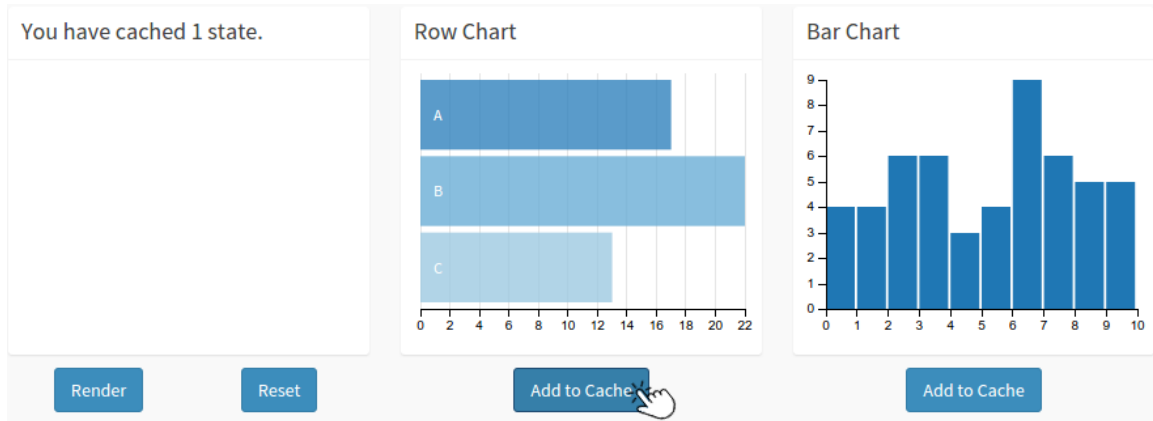 You have cached 1 state.
Render
Reset
Row Chart
A
B
C
0 2 4 6 8 10 12 14 16 18 20 22
Add to Cache
Bar Chart
9
8
7
6
5
4
3
2
1
0
0 1 2 3 4 5 6 7 8 9 10
Add to Cache